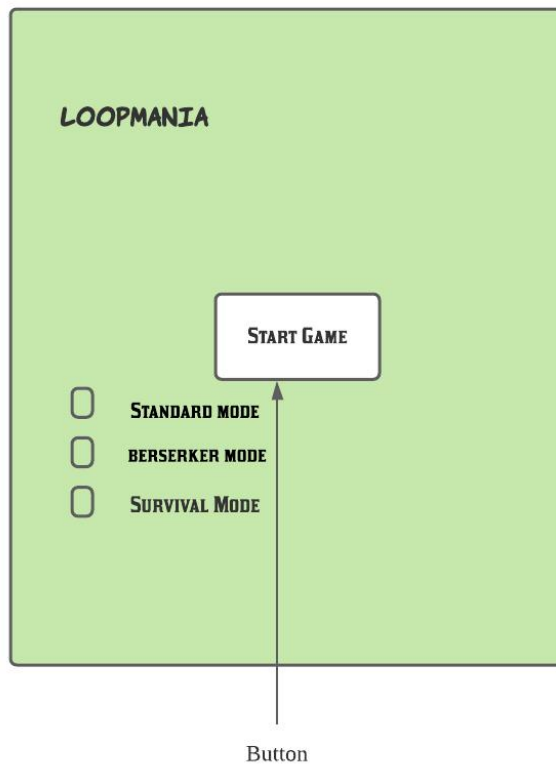 LOOPMANIA
START GAME
STANDARD MODE
BERSERKER MODE
SURVIVAL MODE
Button